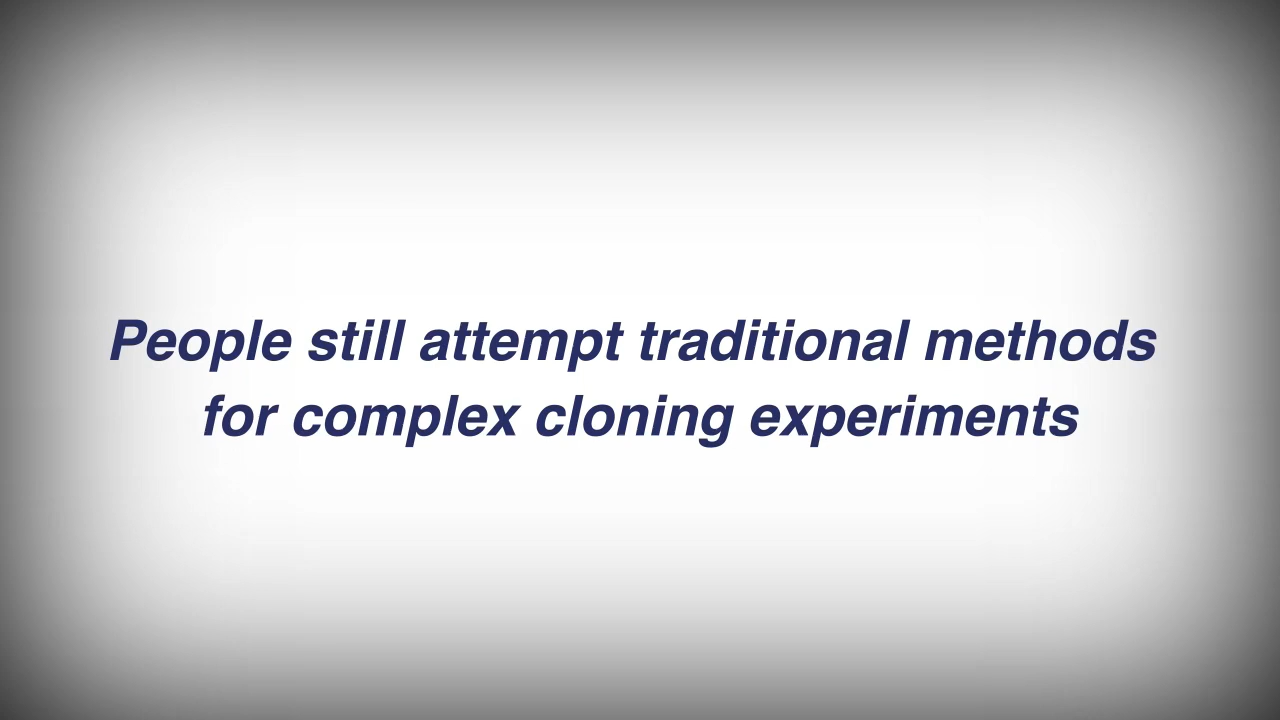 People still attempt traditional methods
for complex cloning experiments